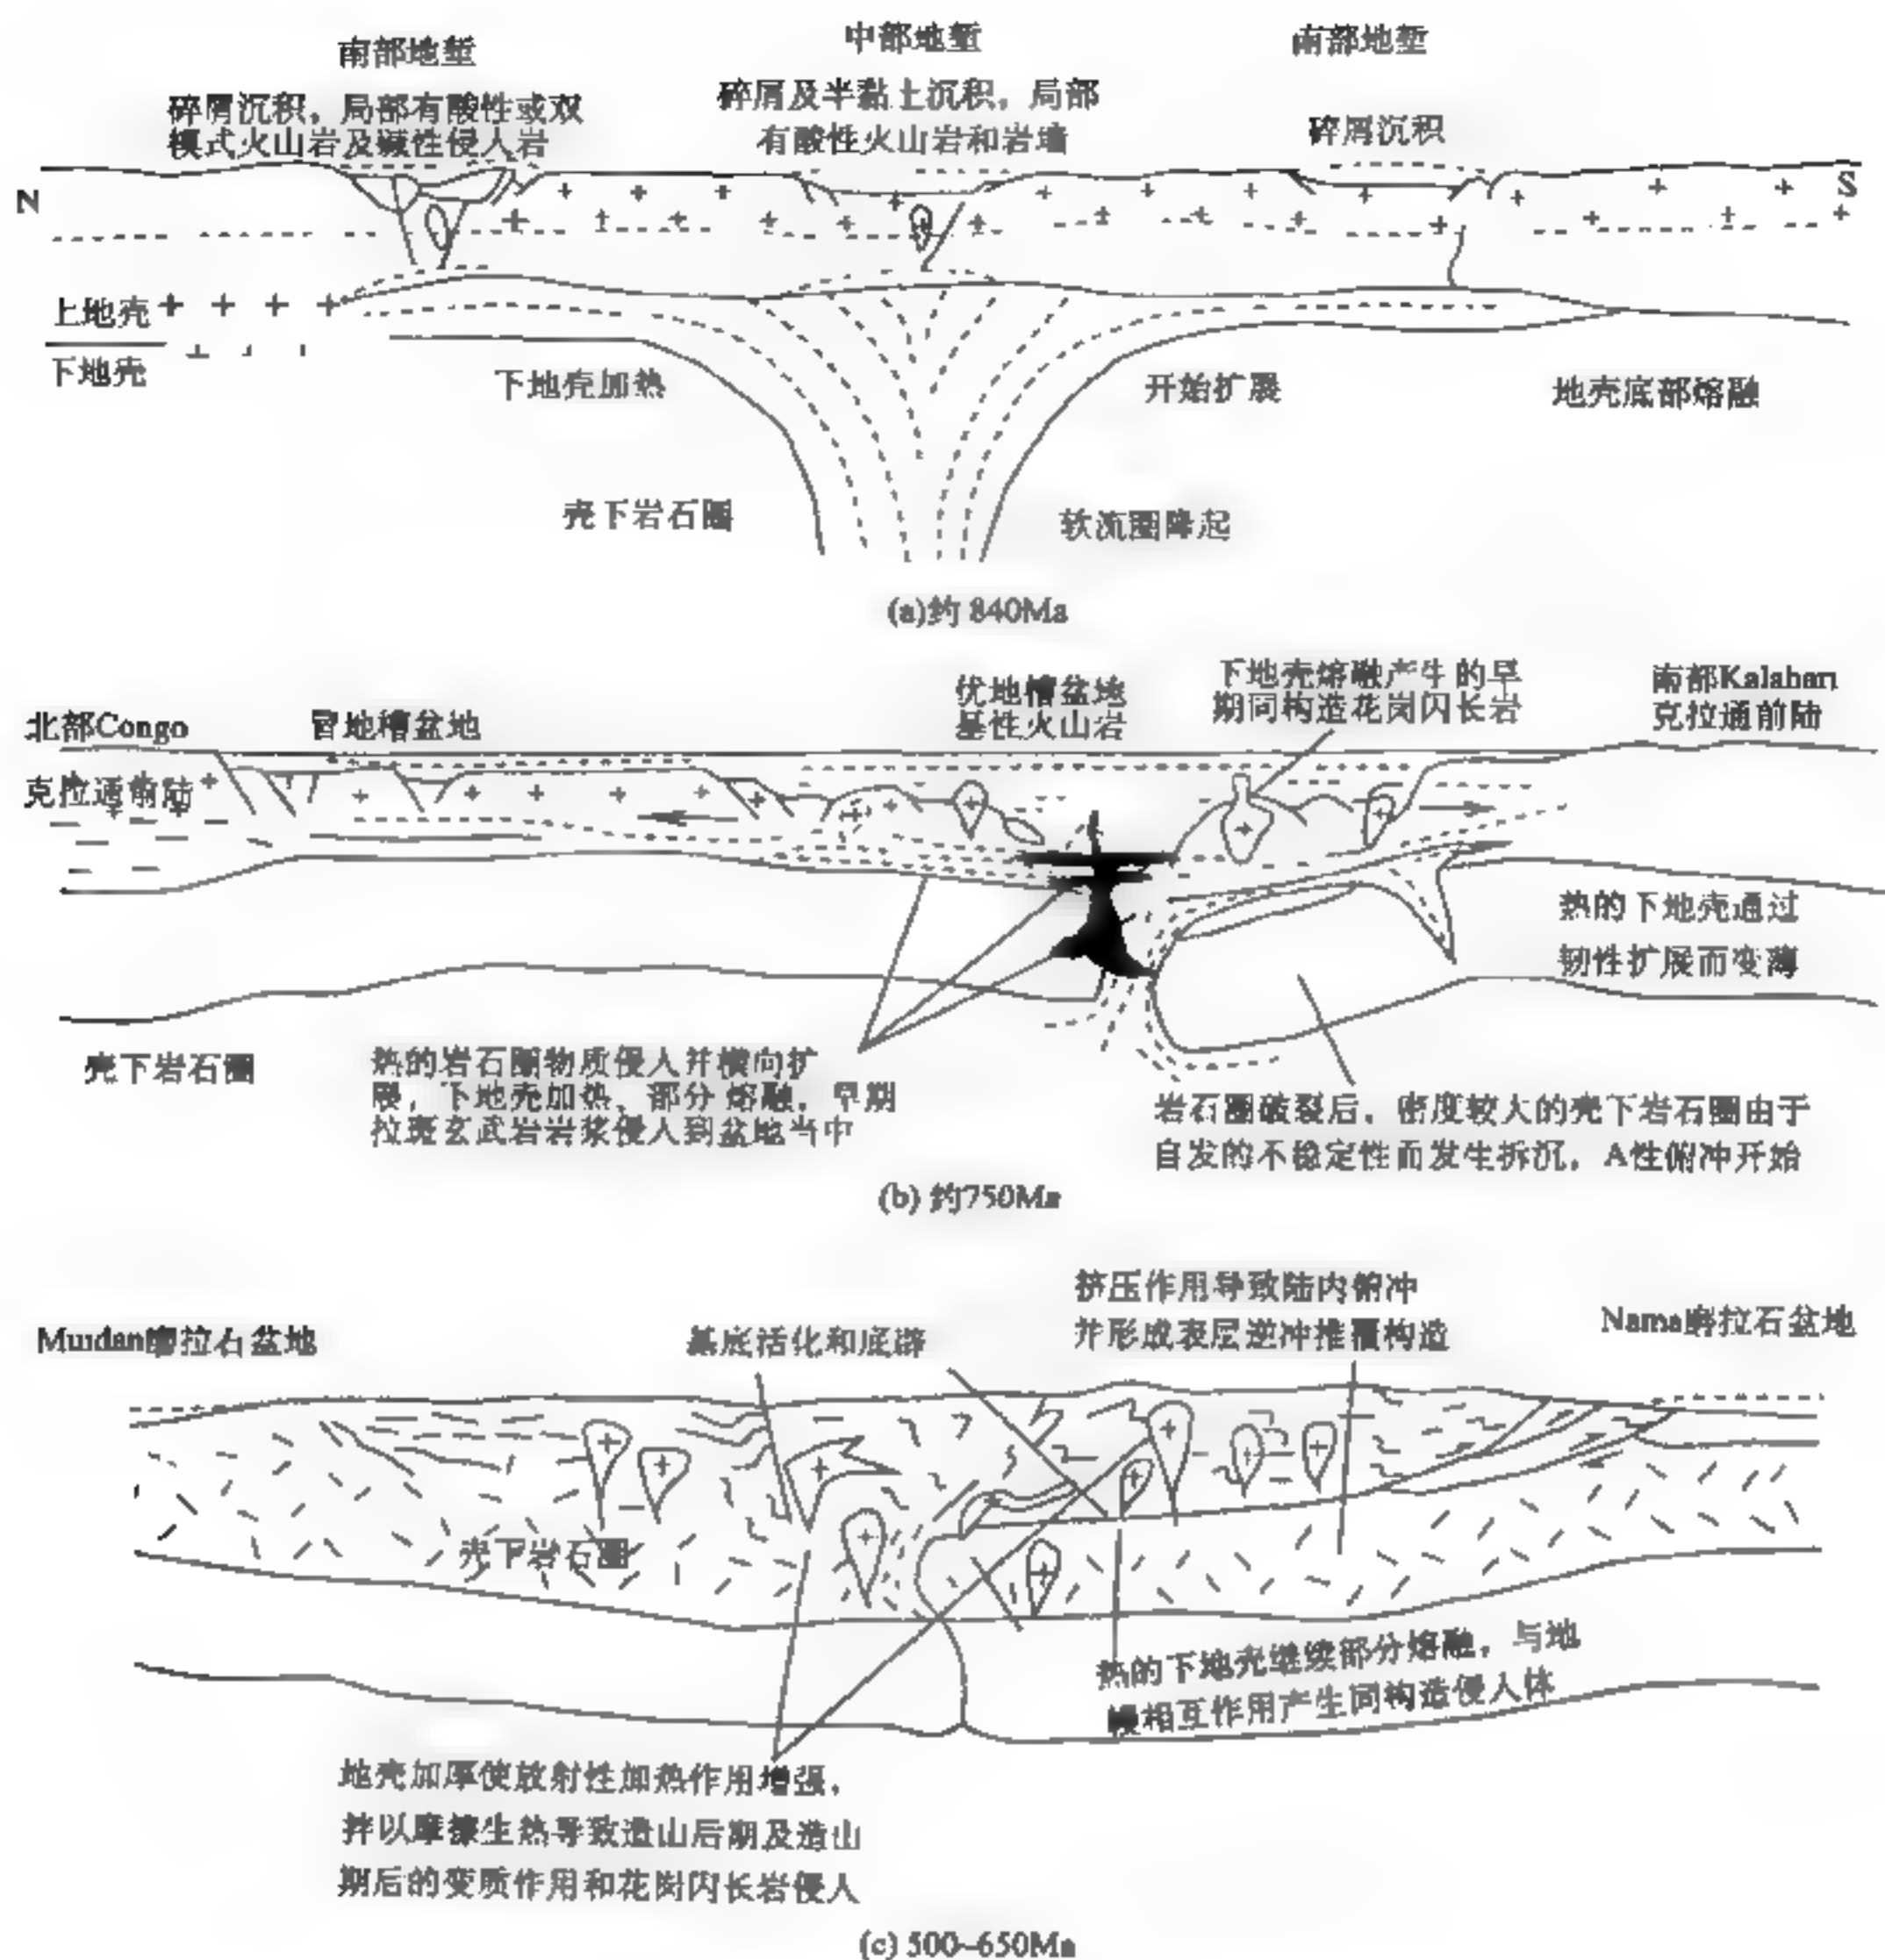 南部地堑
中部地堑
南部地堑
碎屑沉积，局部有酸性或双
模式火山岩及碱性侵人岩
碎屑及半黏土沉积，局部
有酸性火山岩和岩墙
碎屑沉积
N
S
上地壳
下地壳
下地壳加热
开始扩展
地壳底部熔融
壳下岩石圈
软流圈隆起
(a)约 840Ma
北部Congo
克拉通前陆
冒地槽盆地
优地槽盆地
基性火山岩
下地壳熔融产生的早
期同构造花岗闪长岩
南部Kalahari
克拉通前陆
热的下地壳通过
韧性扩展而变薄
壳下岩石圈
热的岩石圈物质侵人并横向扩
展，下地壳加热、部分熔融，早期
拉斑玄武岩岩浆侵人到盆地当中
岩石圈破裂后，密度较大的壳下岩石圈由于
自发的不稳定性而发生拆沉，A性俯冲开始
(b) 约750Ma
磨拉石盆地
基底活化和底辟
挤压作用导致陆内俯冲
并形成表层逆冲推覆构造
Nama磨拉石盆地
壳下岩石圈
热的下地壳继续部分熔融，与地
幔相互作用产生同构造侵人体
地壳加厚使放射性加热作用增强，
拌以摩擦生热导致造山后期及造山
期后的变质作用和花岗闪长岩侵人
(c) 500–650Ma